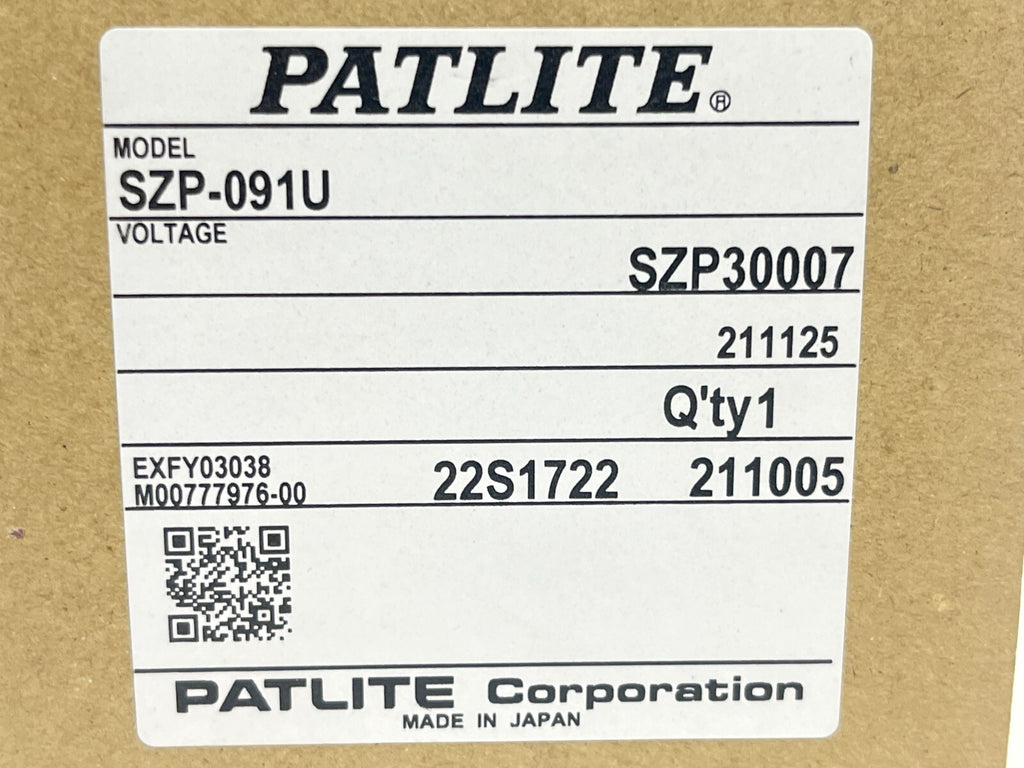 PATLITE®
MODEL
SZP-091U
VOLTAGE
SZP30007
211125
Q'ty1
EXFY03038
M00777976-00
22S1722 211005
PATLITE Corporation
MADE IN JAPAN